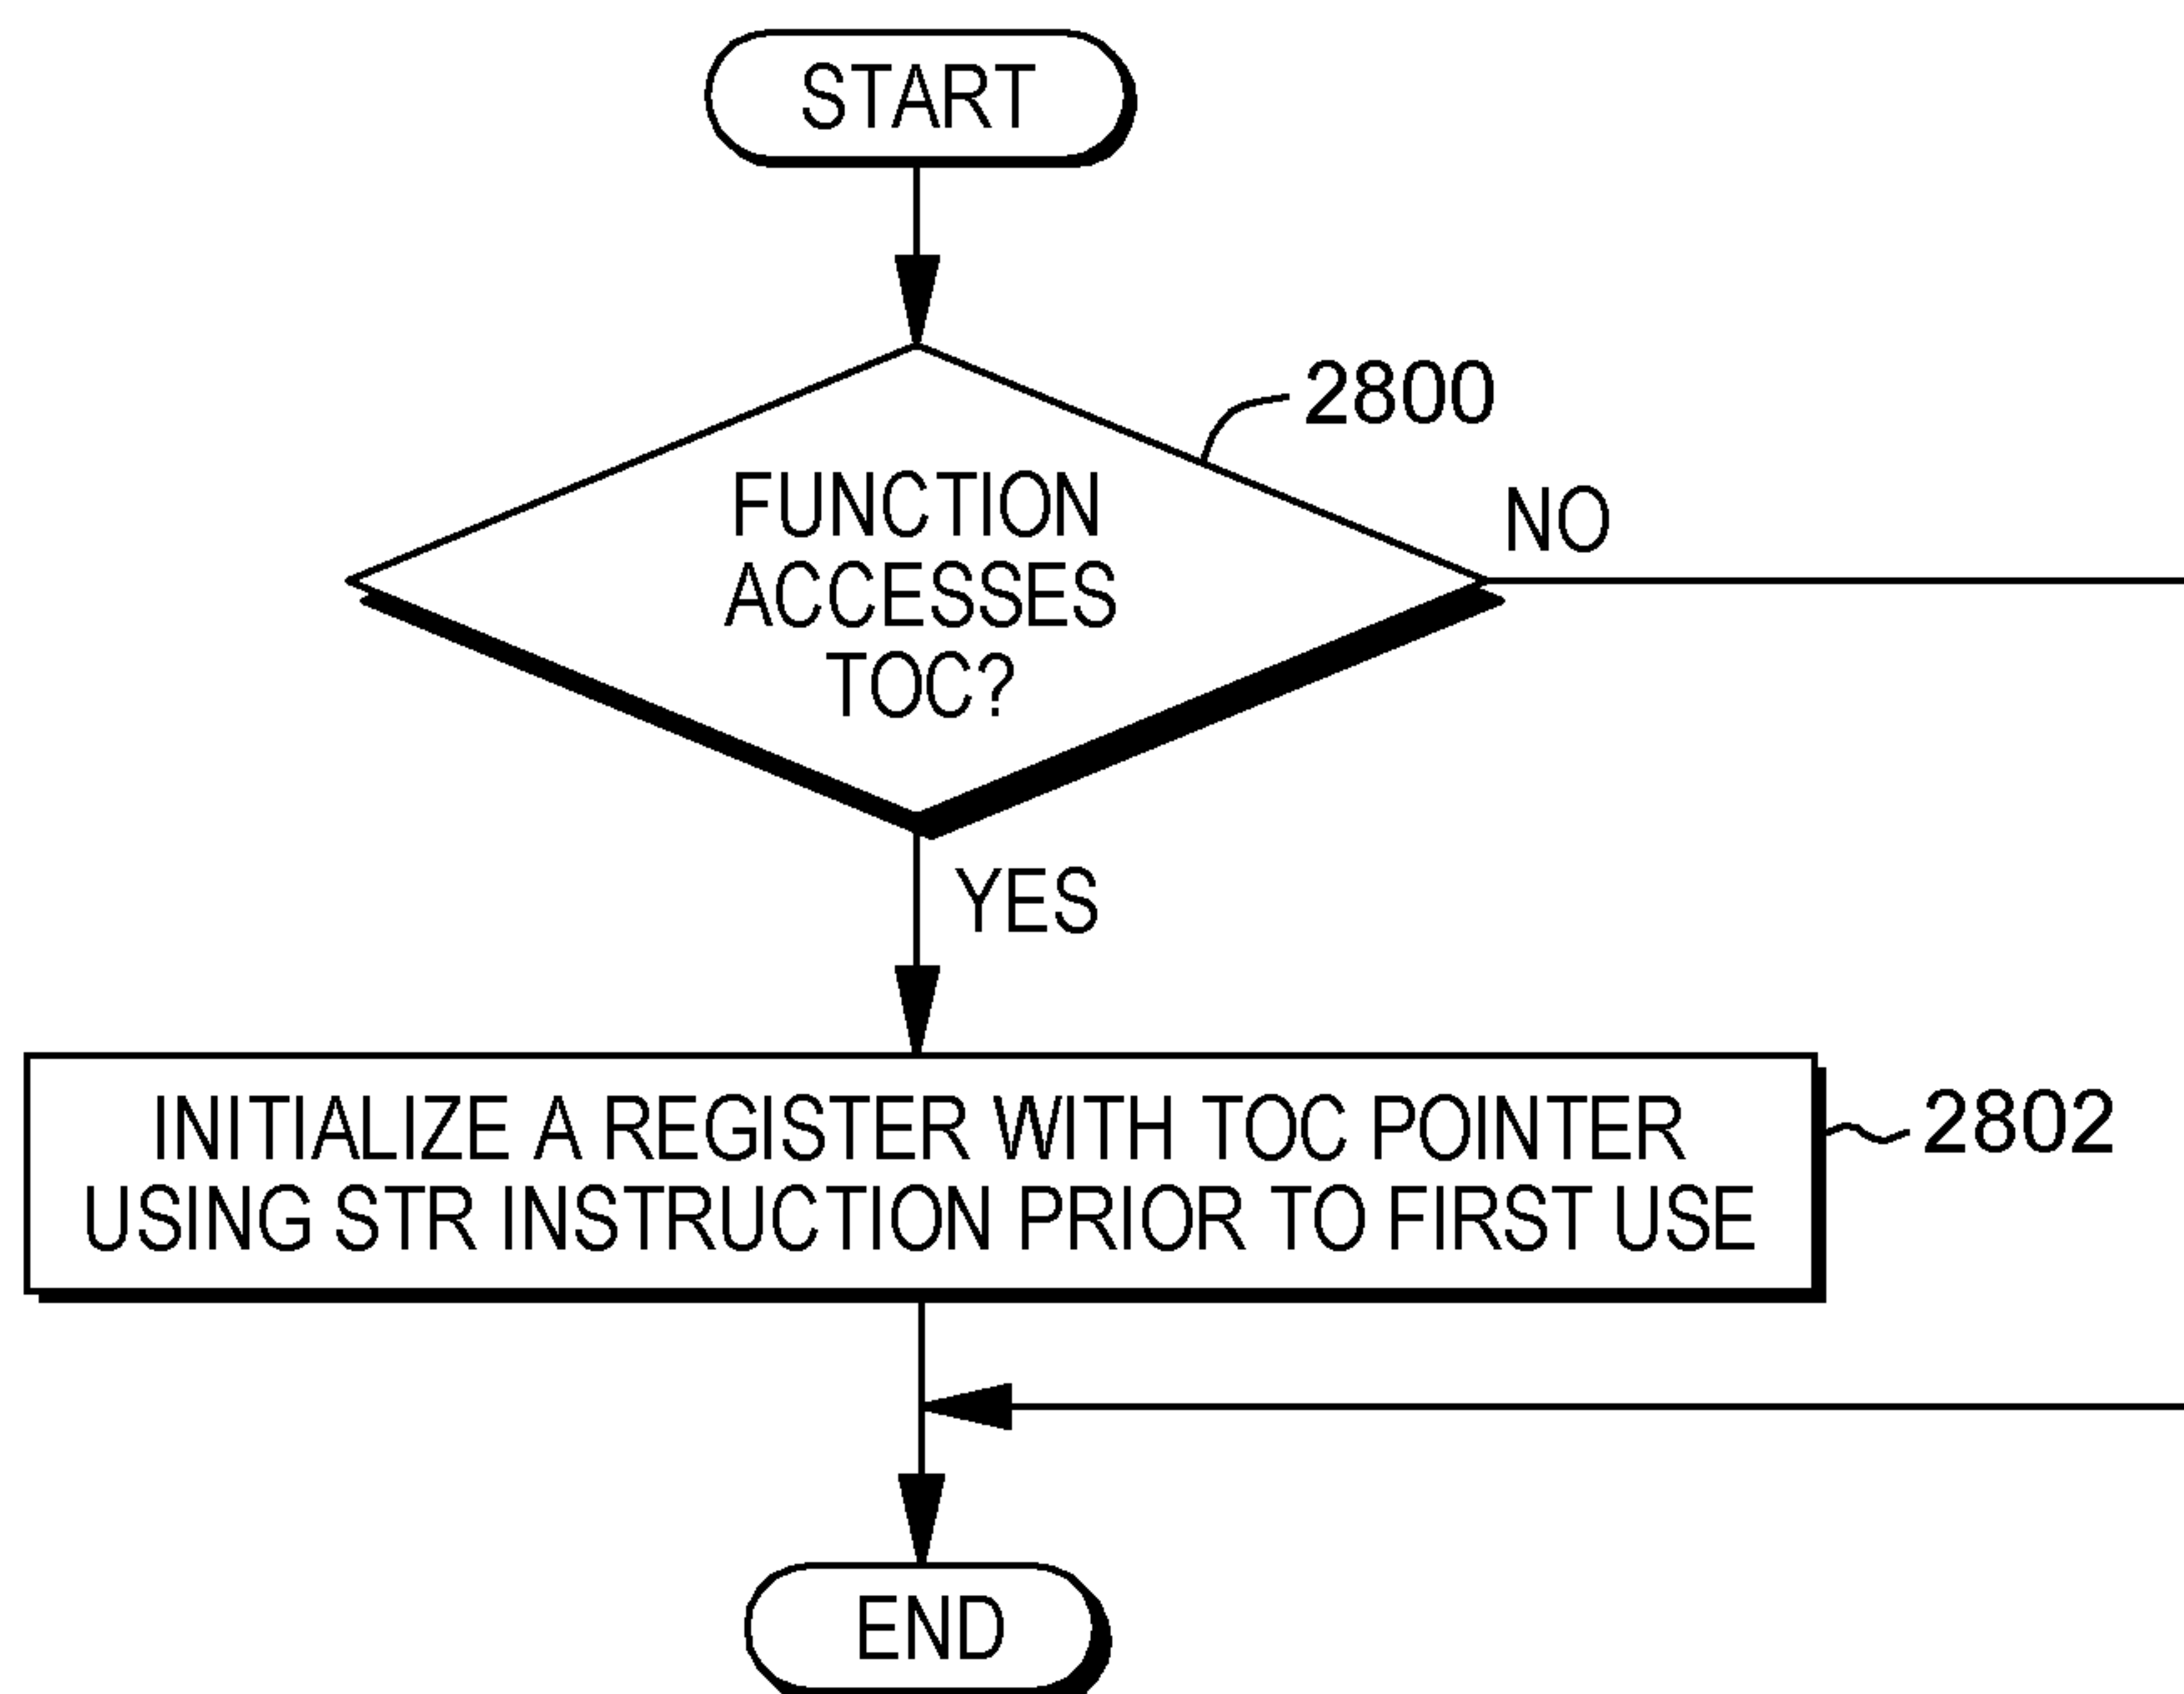 START
2800
FUNCTION
ACCESSES
TOC?
NO
YES
INITIALIZE A REGISTER WITH TOC POINTER
USING STR INSTRUCTION PRIOR TO FIRST USE
2802
END